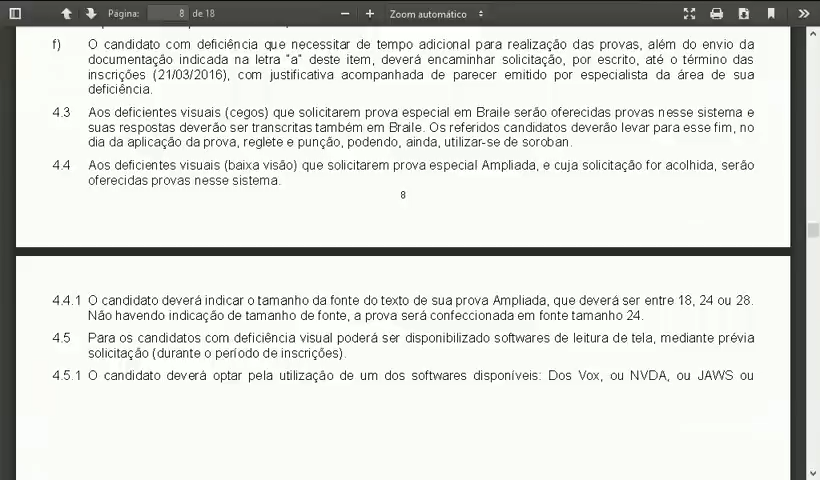 Página: 8 de 18 Zoom automático
f) O candidato com deficiência que necessitar de tempo adicional para realização das provas, além do envio da
documentação indicada na letra "a" deste item, deverá encaminhar solicitação, por escrito, até o término das
inscrições (21/03/2016), com justificativa acompanhada de parecer emitido por especialista da área de sua
deficiência.
4.3 Aos deficientes visuais (cegos) que solicitarem prova especial em Braile serão oferecidas provas nesse sistema e
suas respostas deverão ser transcritas também em Braile. Os referidos candidatos deverão levar para esse fim, no
dia da aplicação da prova, reglete e punção, podendo, ainda, utilizar-se de soroban.
4.4 Aos deficientes visuais (baixa visão) que solicitarem prova especial Ampliada, e cuja solicitação for acolhida, serão
oferecidas provas nesse sistema.
8
4.4.1 O candidato deverá indicar o tamanho da fonte do texto de sua prova Ampliada, que deverá ser entre 18, 24 ou 28.
Não havendo indicação de tamanho de fonte, a prova será confeccionada em fonte tamanho 24.
4.5 Para os candidatos com deficiência visual poderá ser disponibilizado softwares de leitura de tela, mediante prévia
solicitação (durante o período de inscrições).
4.5.1 O candidato deverá optar pela utilização de um dos softwares disponíveis: Dos Vox, ou NVDA, ou JAWS ou